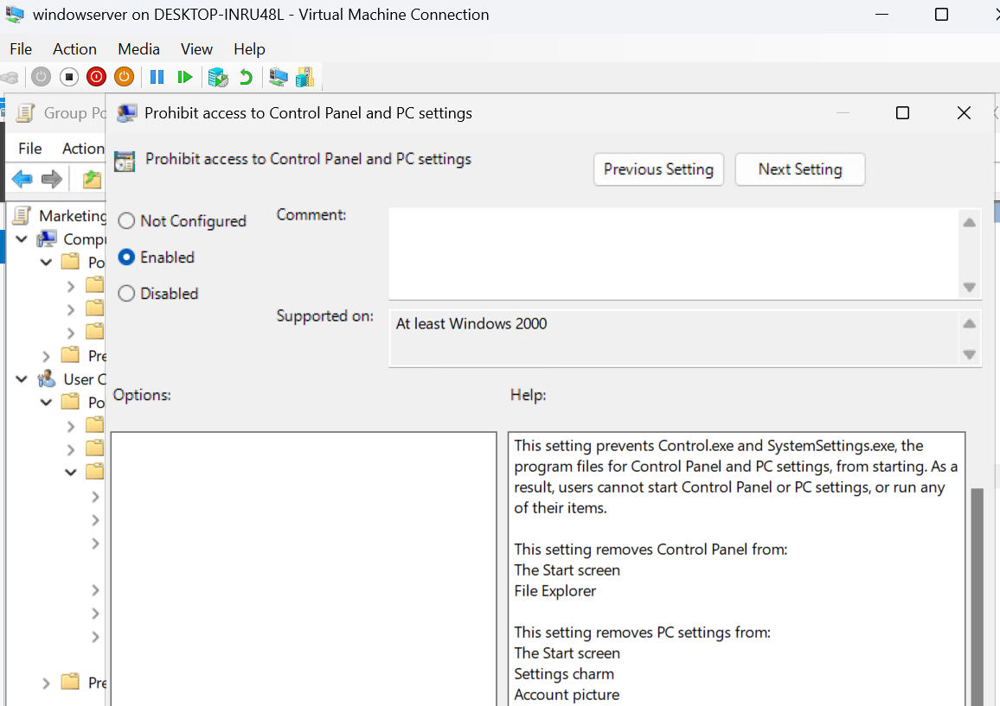 windowserver on DESKTOP-INRU48L - Virtual Machine Connection
File Action Media View Help
Group Po
Prohibit access to Control Panel and PC settings
File Action
Prohibit access to Control Panel and PC settings
Previous Setting Next Setting
Marketing
Compu
Po
Pre
User C
Po
Pre
Not Configured
Enabled
Disabled
Comment:
Supported on:
At least Windows 2000
Options:
Help:
This setting prevents Control.exe and SystemSettings.exe, the
program files for Control Panel and PC settings, from starting. As a
result, users cannot start Control Panel or PC settings, or run any
of their items.
This setting removes Control Panel from:
The Start screen
File Explorer
This setting removes PC settings from:
The Start screen
Settings charm
Account picture